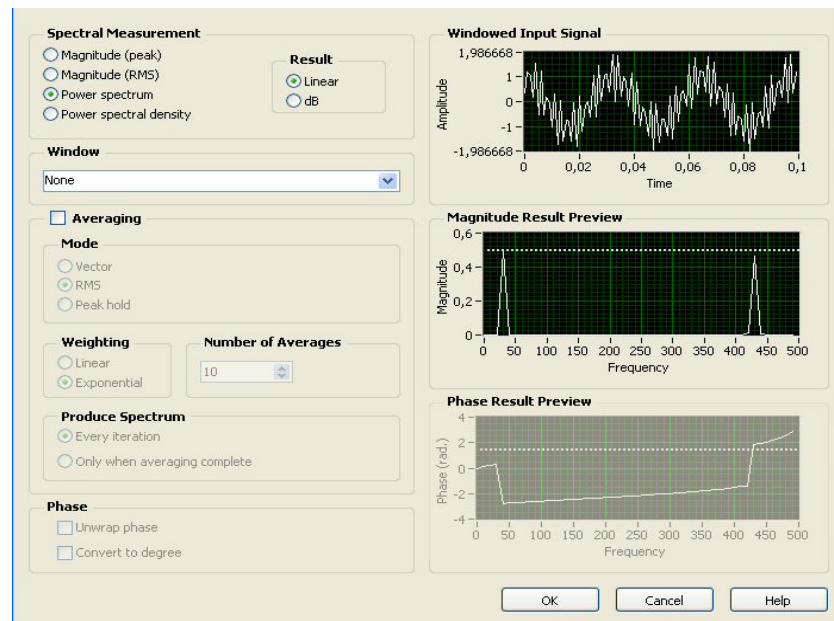 Spectral Measurement
Magnitude (peak)
Magnitude (RMS)
Power spectrum
Power spectral density
Result
Linear
dB
Window
None
Averaging
Mode
Vector
RMS
Peak hold
Weighting
Linear
Exponential
Number of Averages
10
Produce Spectrum
Every iteration
Only when averaging complete
Phase
Unwrap phase
Convert to degree
Windowed Input Signal
1,986668
1
0
-1
-1,986668
Amplitude
0 0,02 0,04 0,06 0,08 0,1
Time
Magnitude Result Preview
0,6
0,4
0,2
0
Magnitude
0 50 100 150 200 250 300 350 400 450 500
Frequency
Phase Result Preview
4
2
0
-2
-4
Phase (rad.)
0 50 100 150 200 250 300 350 400 450 500
Frequency
OK Cancel Help